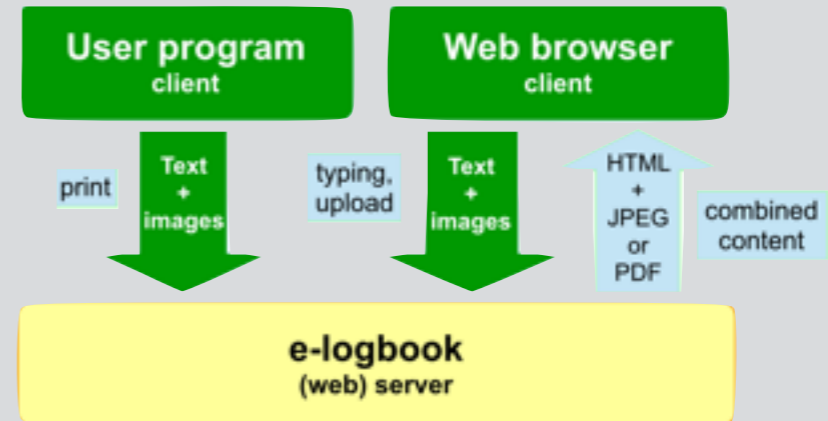 User program
client
Web browser
client
print
Text
+
images
typing,
upload
Text
+
images
HTML
+
JPEG
or
PDF
combined
content
e-logbook
(web) server